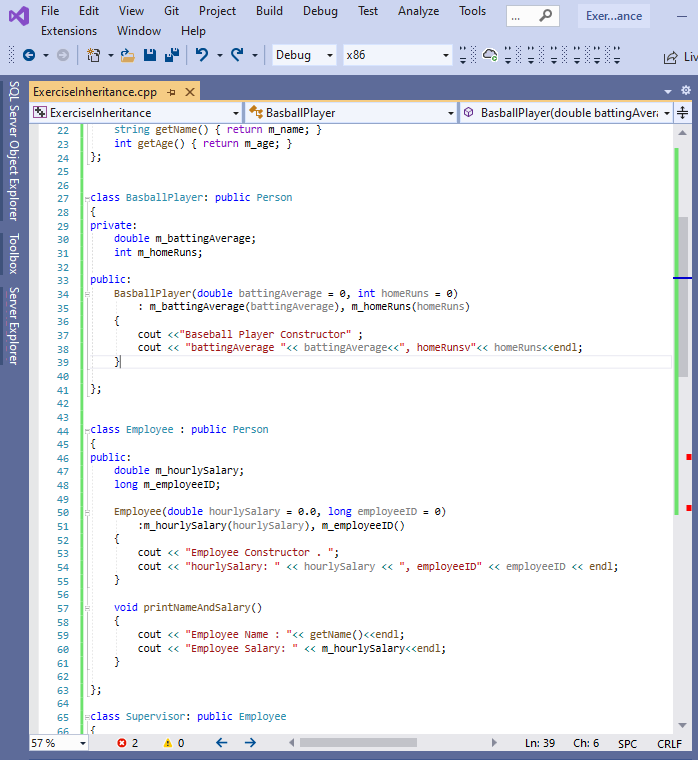 File Edit View Git Project Build Debug Test Analyze Tools ... Exer...ance
Extensions Window Help
Debug x86 Liv
SQL Server Object Explorer
Toolbox
Server Explorer
ExerciseInheritance.cpp
ExerciseInheritance BasballPlayer BasballPlayer(double battingAvera
22 string getName() { return m_name; }
23 int getAge() { return m_age; }
24 };
25
26
27 class BasballPlayer: public Person
28 {
29 private:
30 double m_battingAverage;
31 int m_homeRuns;
32
33 public:
34 BasballPlayer(double battingAverage = 0, int homeRuns = 0)
35 : m_battingAverage(battingAverage), m_homeRuns(homeRuns)
36 {
37 cout <<"Baseball Player Constructor" ;
38 cout << "battingAverage "<< battingAverage<<", homeRunsv"<< homeRuns<<endl;
39 }
40
41 };
42
43
44 class Employee : public Person
45 {
46 public:
47 double m_hourlySalary;
48 long m_employeeID;
49
50 Employee(double hourlySalary = 0.0, long employeeID = 0)
51 :m_hourlySalary(hourlySalary), m_employeeID()
52 {
53 cout << "Employee Constructor . ";
54 cout << "hourlySalary: " << hourlySalary << ", employeeID" << employeeID << endl;
55 }
56
57 void printNameAndSalary()
58 {
59 cout << "Employee Name : "<< getName()<<endl;
60 cout << "Employee Salary: " << m_hourlySalary<<endl;
61 }
62
63 };
64
65 class Supervisor: public Employee
66 {
57 % 2 0 Ln: 39 Ch: 6 SPC CRLF